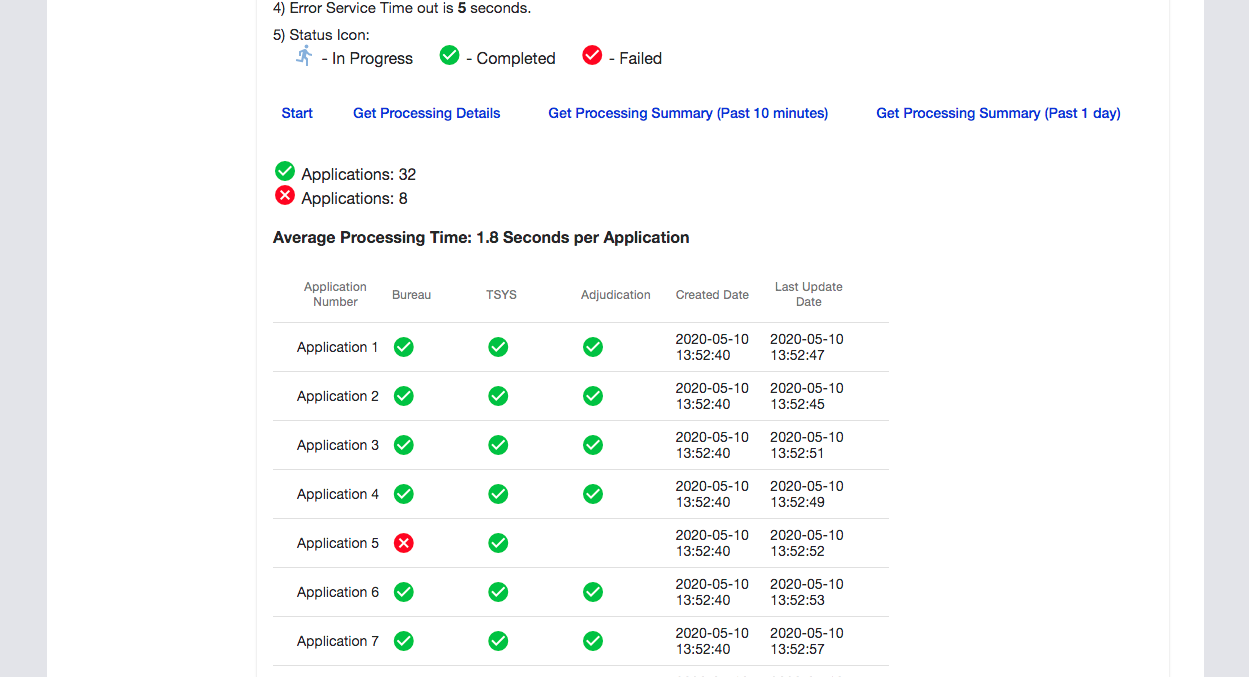 4) Error Service Time out is 5 seconds.
5) Status Icon:
- In Progress - Completed - Failed
Start Get Processing Details Get Processing Summary (Past 10 minutes) Get Processing Summary (Past 1 day)
Applications: 32
Applications: 8
Average Processing Time: 1.8 Seconds per Application
Application Number Bureau TSYS Adjudication Created Date Last Update Date
Application 1 2020-05-10 13:52:40 2020-05-10 13:52:47
Application 2 2020-05-10 13:52:40 2020-05-10 13:52:45
Application 3 2020-05-10 13:52:40 2020-05-10 13:52:51
Application 4 2020-05-10 13:52:40 2020-05-10 13:52:49
Application 5 2020-05-10 13:52:40 2020-05-10 13:52:52
Application 6 2020-05-10 13:52:40 2020-05-10 13:52:53
Application 7 2020-05-10 13:52:40 2020-05-10 13:52:57